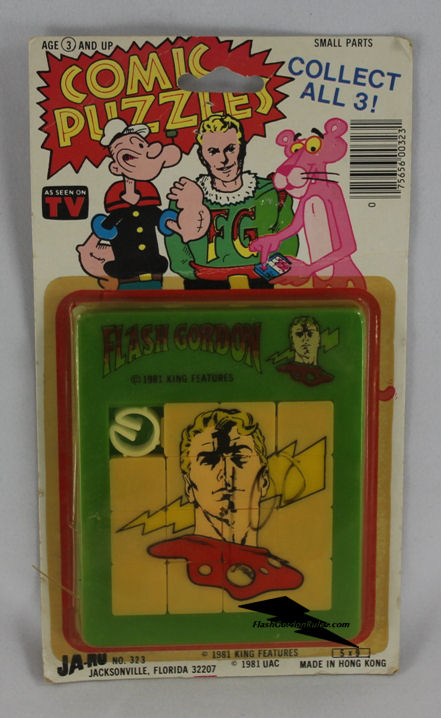 AGE 3 AND UP
SMALL PARTS
COMIC
PUZZLES
COLLECT
ALL 3!
AS SEEN ON
TV
FG
0
75656 00323
FLASH GORDON
© 1981 KING FEATURES
FlashGordonRules.com
JA-RU NO. 323
JACKSONVILLE, FLORIDA 32207
© 1981 KING FEATURES
© 1981 UAC
5 x 9
MADE IN HONG KONG